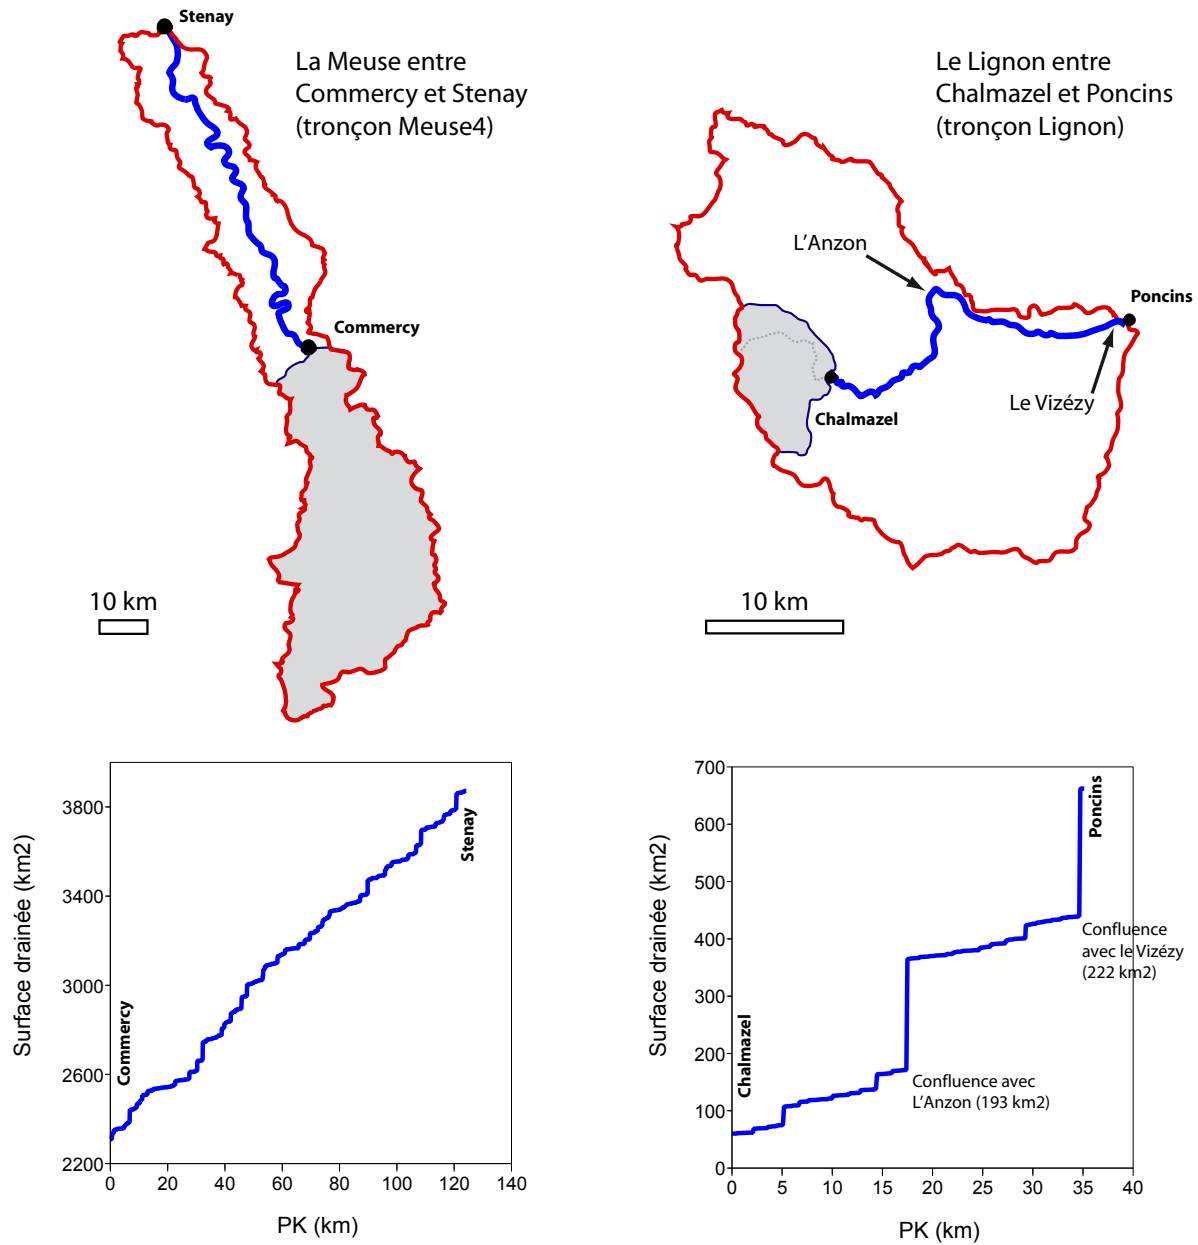 Stenay
La Meuse entre
Commercy et Stenay
(tronçon Meuse4)
Commercy
10 km
Le Lignon entre
Chalmazel et Poncins
(tronçon Lignon)
L'Anzon
Poncins
Le Vizézy
Chalmazel
10 km
Surface drainée (km2)
3800
3400
3000
2600
2200
Commercy
Stenay
0 20 40 60 80 100 120 140
PK (km)
Surface drainée (km2)
700
600
500
400
300
200
100
0
Chalmazel
Poncins
Confluence
avec le Vizézy
(222 km2)
Confluence avec
L'Anzon (193 km2)
0 5 10 15 20 25 30 35 40
PK (km)